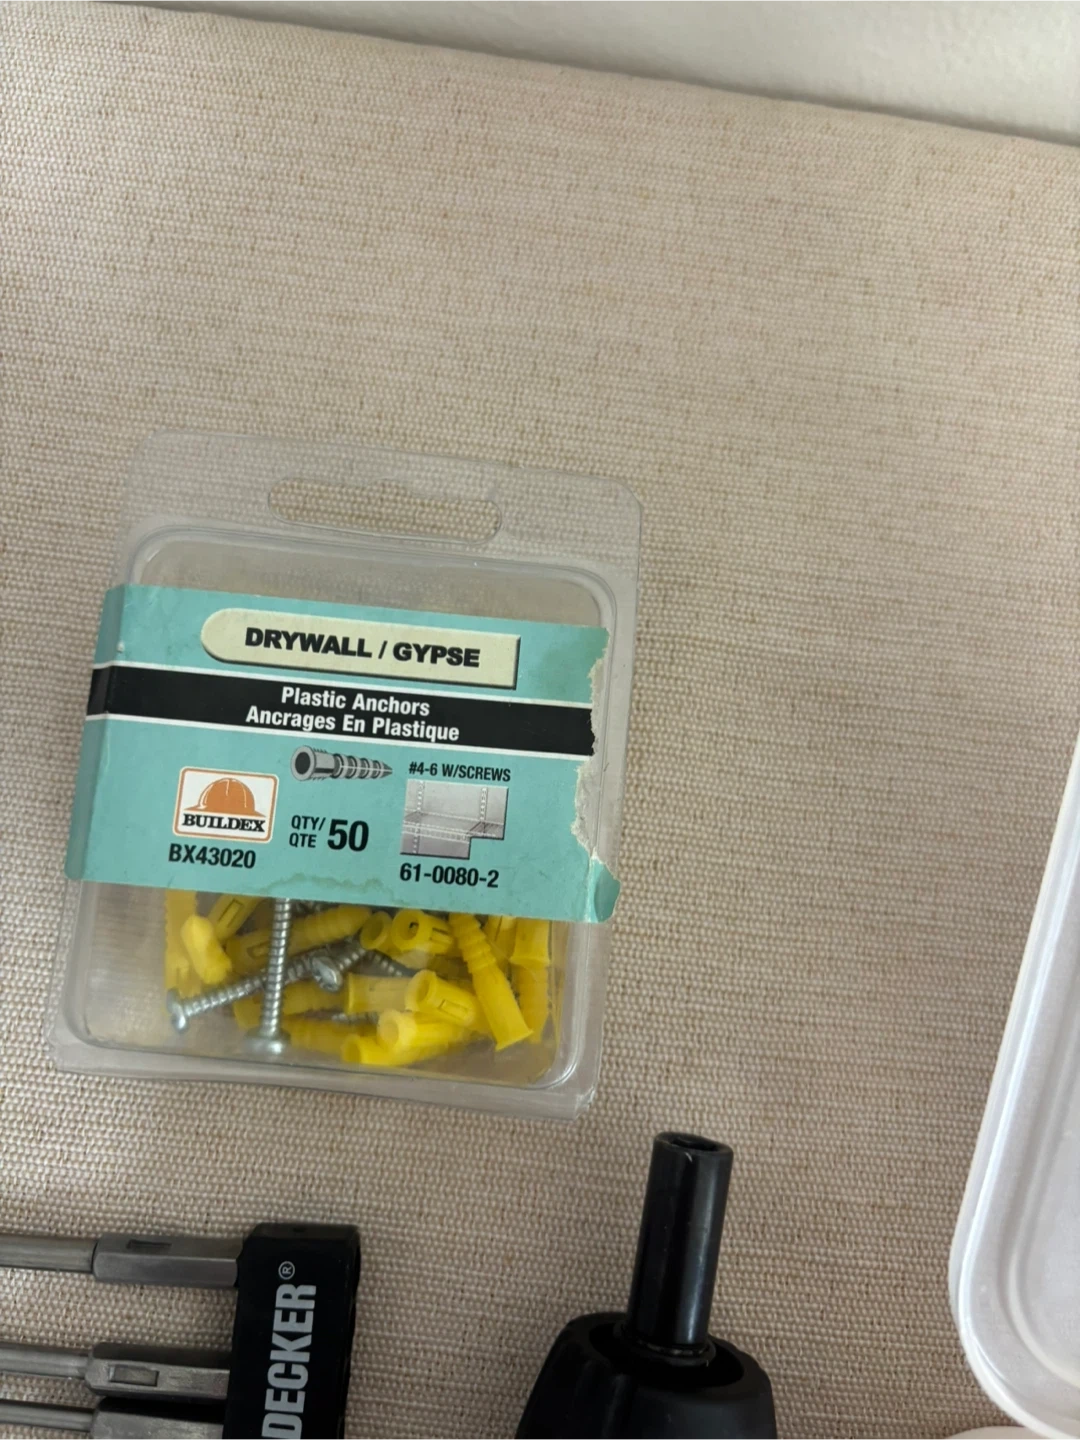 DRYWALL / GYPSE
Plastic Anchors
Ancrages En Plastique
#4-6 W/SCREWS
BUILDEX
QTY/
QTE 50
BX43020
61-0080-2
DECKER®